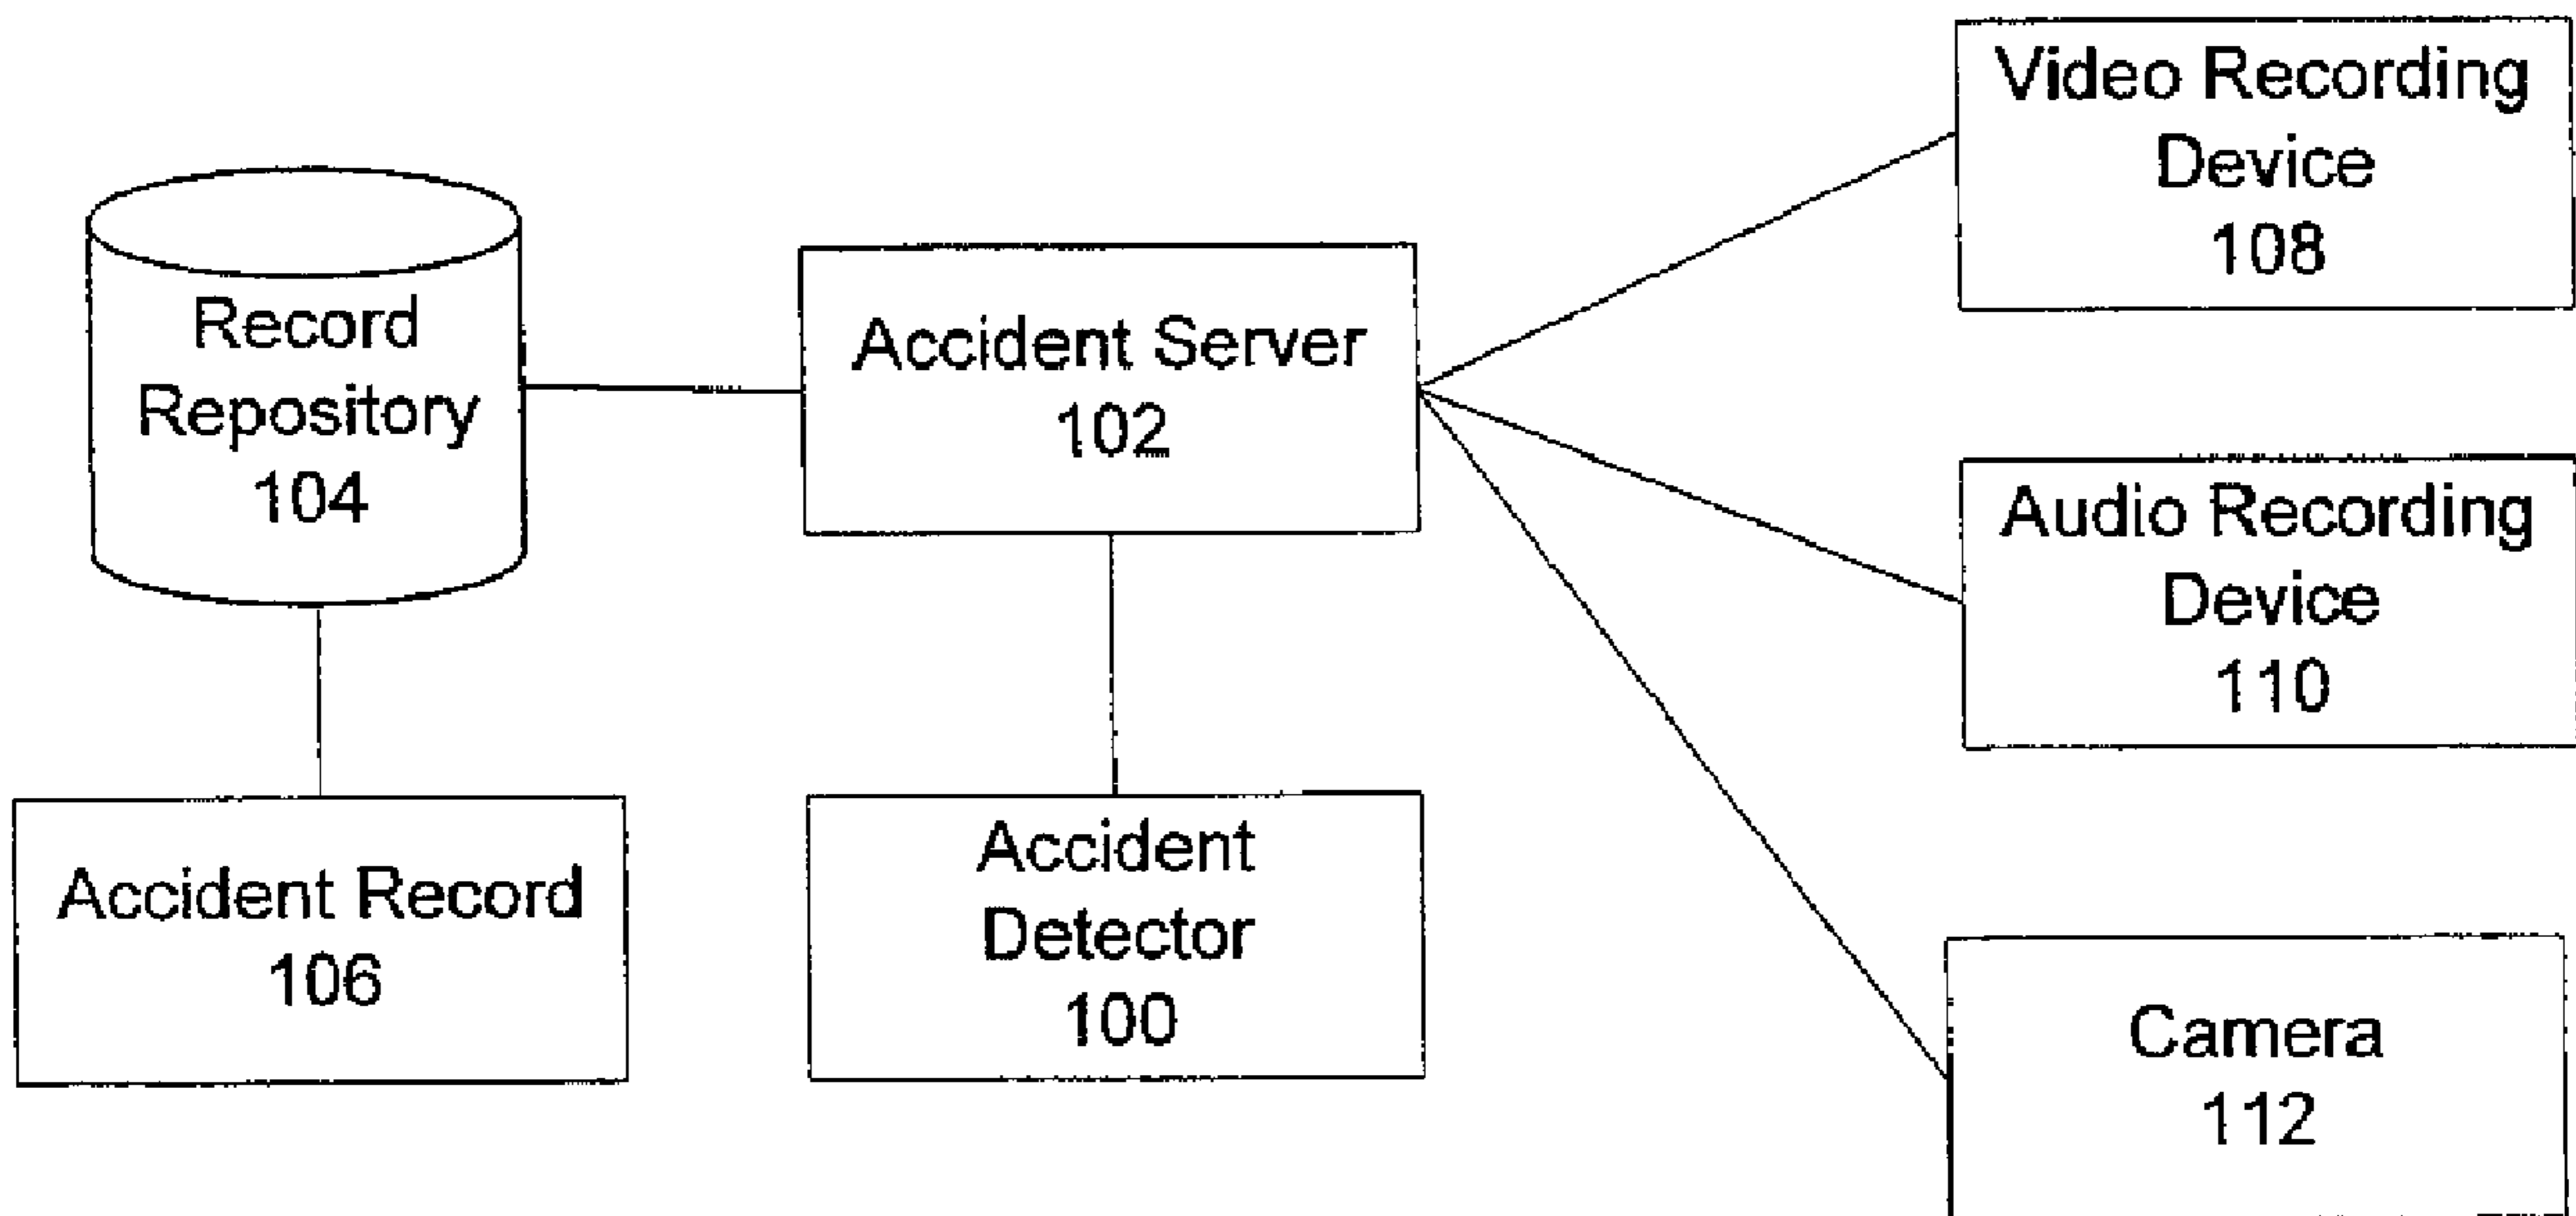 Video Recording
Device
108
Record
Repository
104
Accident Server
102
Audio Recording
Device
110
Accident Record
106
Accident
Detector
100
Camera
112